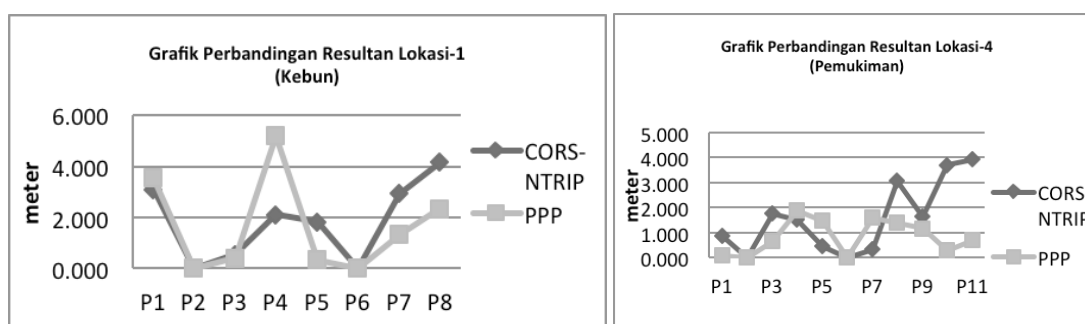 Grafik Perbandingan Resultan Lokasi-1
(Kebun)
meter
6.000
4.000
2.000
0.000
P1 P2 P3 P4 P5 P6 P7 P8
CORS-
NTRIP
PPP
Grafik Perbandingan Resultan Lokasi-4
(Pemukiman)
meter
5.000
4.000
3.000
2.000
1.000
0.000
P1 P3 P5 P7 P9 P11
CORS
NTRIP
PPP